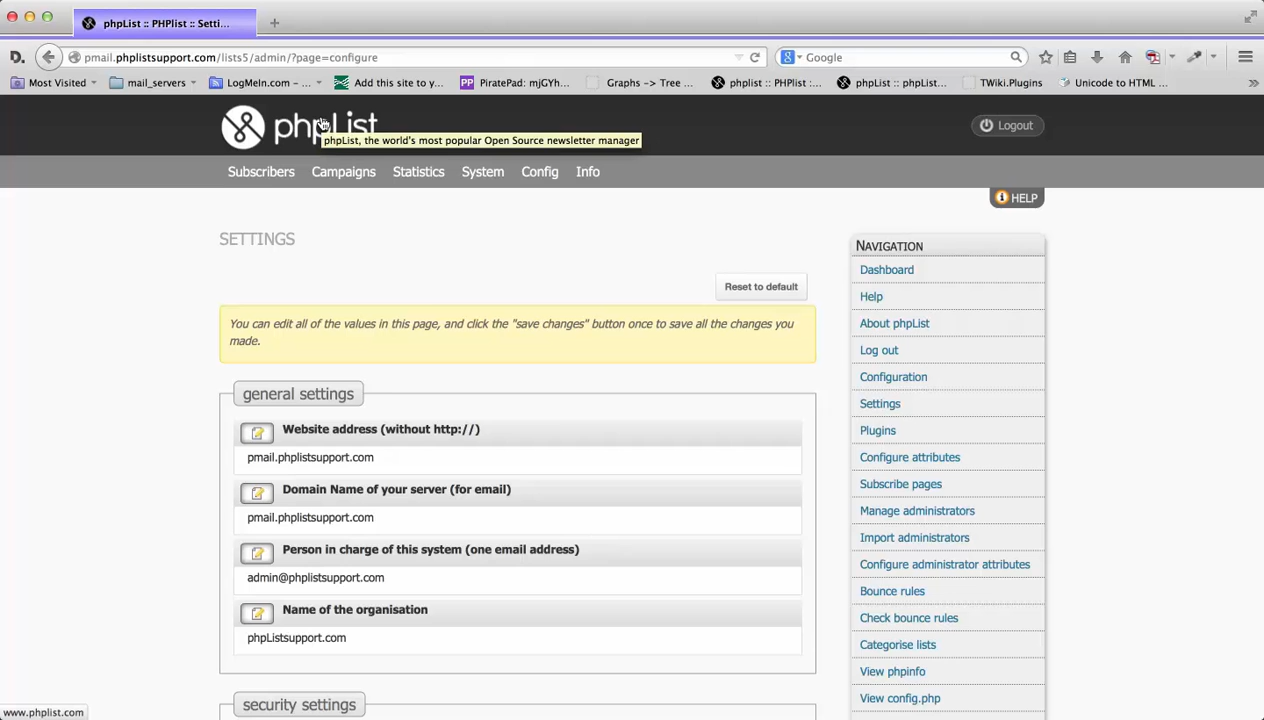 phpList :: PHPlist :: Setti...
D.
pmail.phplistsupport.com/lists5/admin/?page=configure
Google
Most Visited
mail_servers
LogMeIn.com – ...
Add this site to y...
PP PiratePad: mjGYh...
Graphs -> Tree ...
phplist :: PHPlist :...
phpList :: phpList...
TWiki.Plugins
Unicode to HTML ...
phpList
phpList, the world's most popular Open Source newsletter manager
Logout
Subscribers
Campaigns
Statistics
System
Config
Info
HELP
SETTINGS
Reset to default
You can edit all of the values in this page, and click the "save changes" button once to save all the changes you
made.
general settings
Website address (without http://)
pmail.phplistsupport.com
Domain Name of your server (for email)
pmail.phplistsupport.com
Person in charge of this system (one email address)
admin@phplistsupport.com
Name of the organisation
phpListsupport.com
security settings
NAVIGATION
Dashboard
Help
About phpList
Log out
Configuration
Settings
Plugins
Configure attributes
Subscribe pages
Manage administrators
Import administrators
Configure administrator attributes
Bounce rules
Check bounce rules
Categorise lists
View phpinfo
View config.php
www.phplist.com